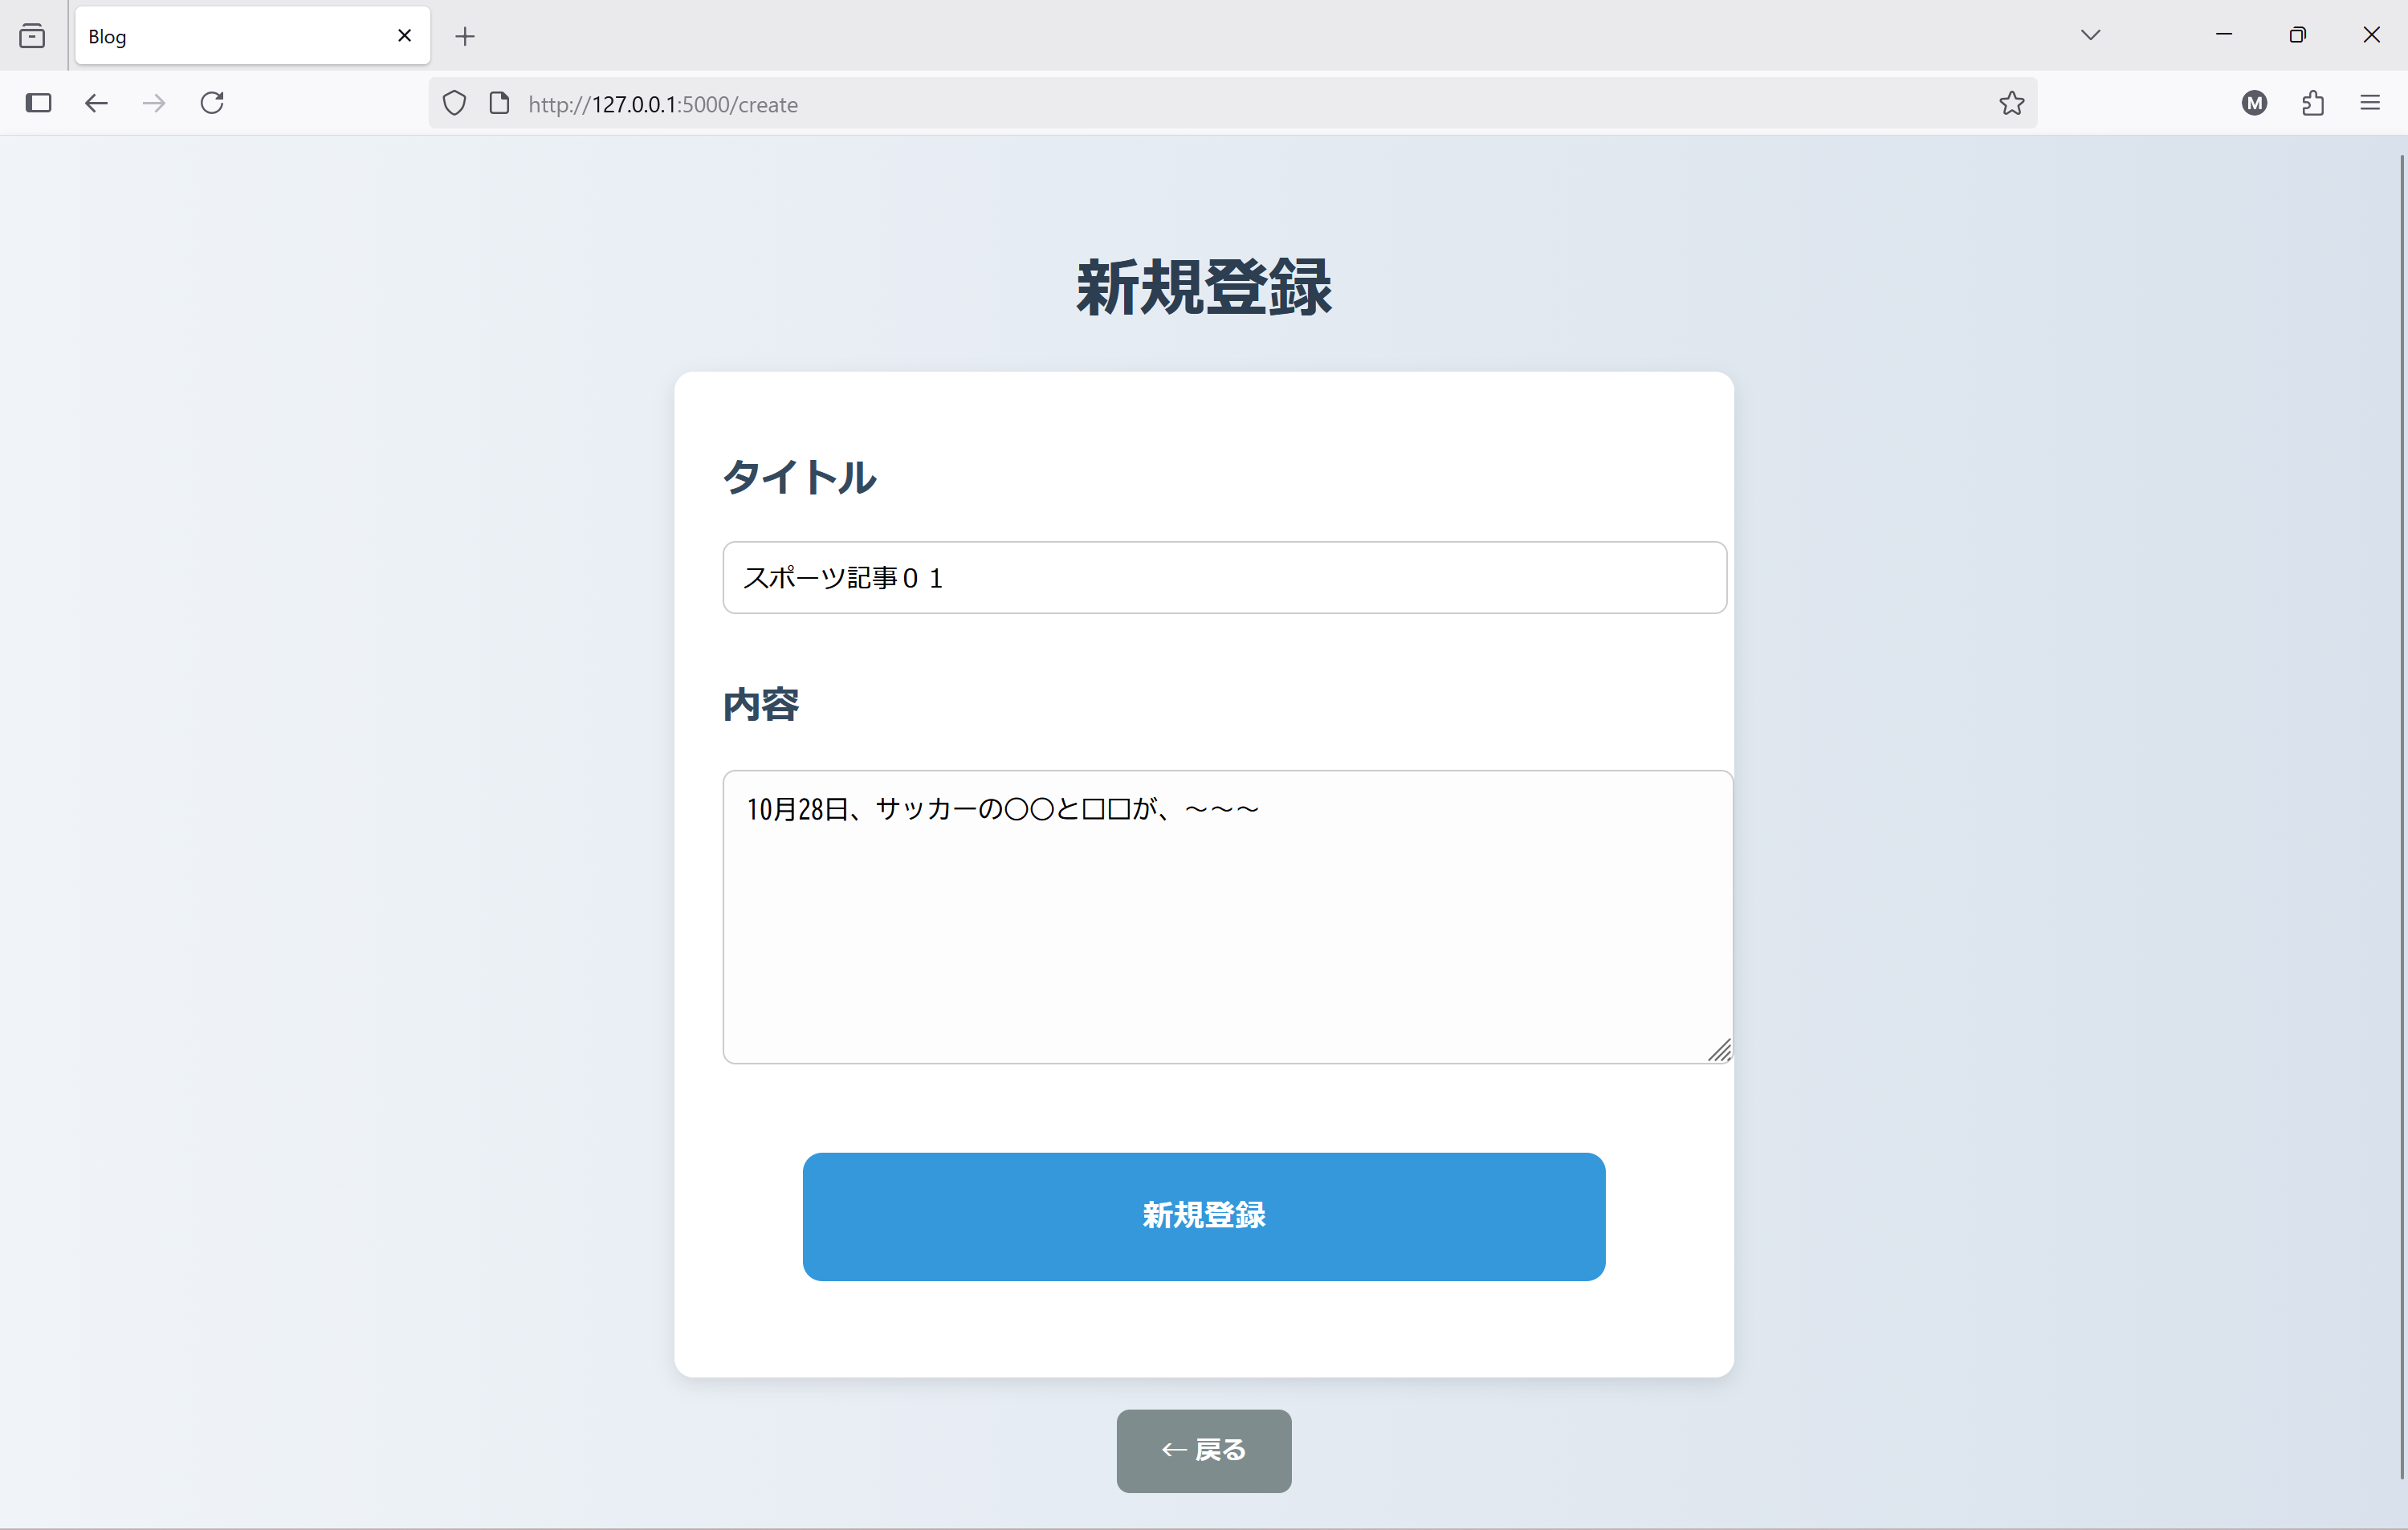 Blog
http://127.0.0.1:5000/create
M
新規登録
タイトル
スポーツ記事０１
内容
10月28日、サッカーの〇〇と□□が、～～～
新規登録
← 戻る